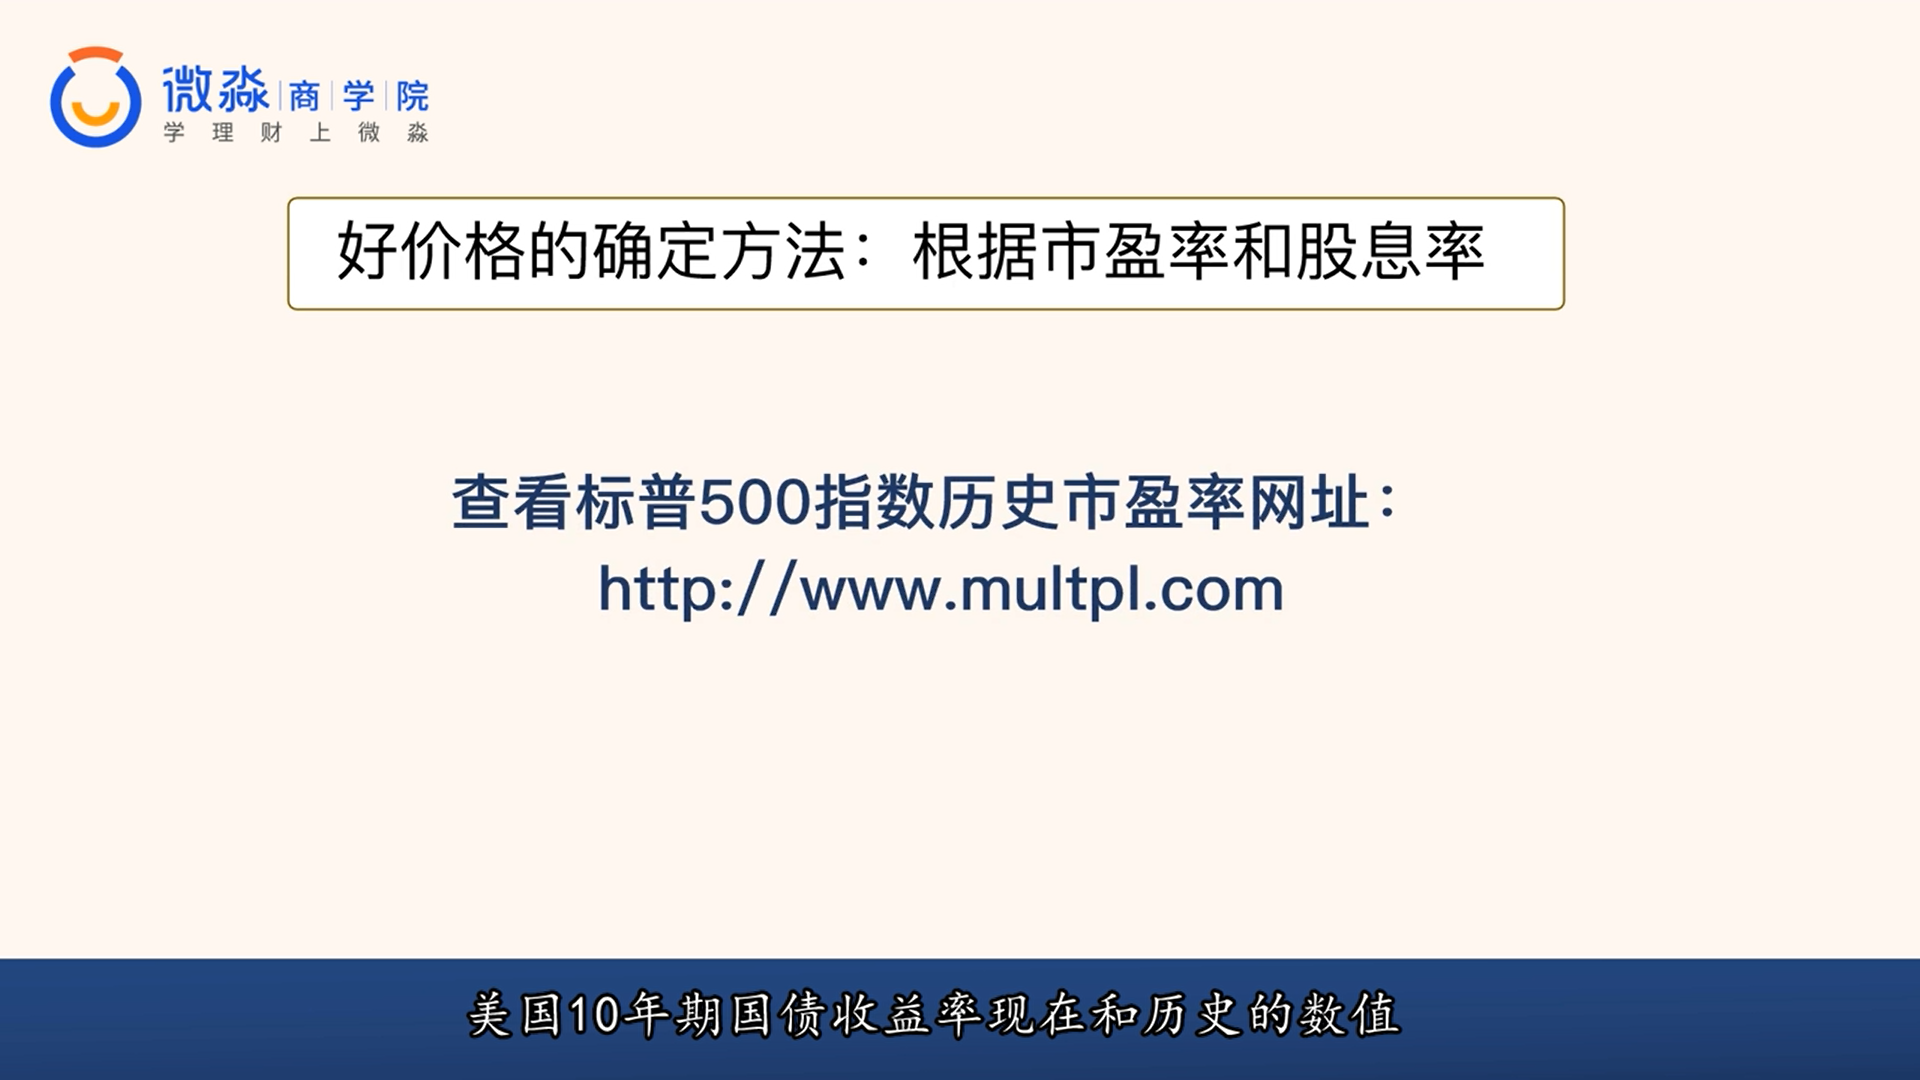 微淼 商 学 院
学理财上微淼
好价格的确定方法：根据市盈率和股息率
查看标普500指数历史市盈率网址：
http://www.multpl.com
美国10年期国债收益率现在和历史的数值